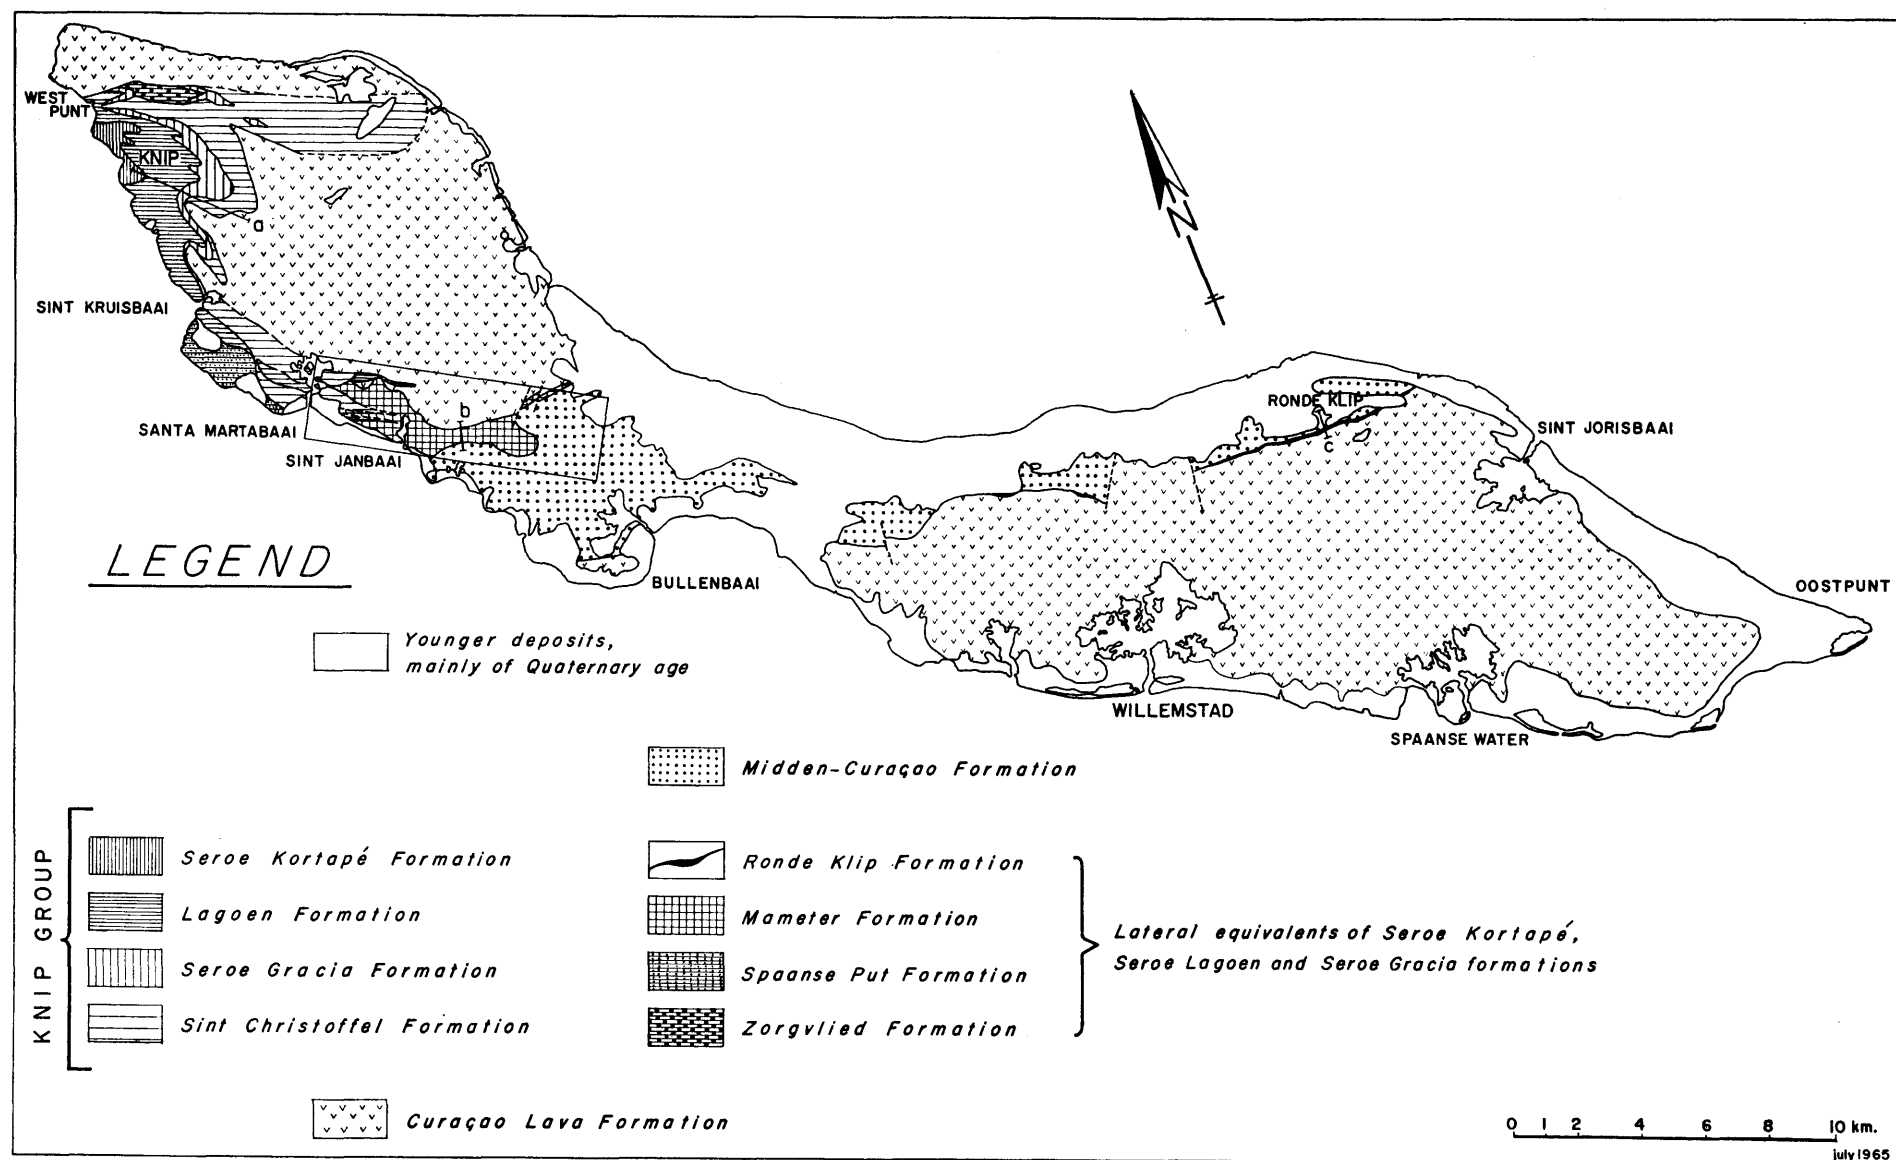 WEST
PUNT
KNIP
a
SINT KRUISBAAI
SANTA MARTABAAI
SINT JANBAAI
b
N
RONDE KLIP
c
SINT JORISBAAI
BULLENBAAI
OOSTPUNT
WILLEMSTAD
SPAANSE WATER
LEGEND
Younger deposits,
mainly of Quaternary age
Midden-Curaçao Formation
KNIP GROUP
Seroe Kortapé Formation
Lagoen Formation
Seroe Gracia Formation
Sint Christoffel Formation
Ronde Klip Formation
Mameter Formation
Spaanse Put Formation
Zorgvlied Formation
Lateral equivalents of Seroe Kortapé,
Seroe Lagoen and Seroe Gracia formations
Curaçao Lava Formation
0 1 2 4 6 8 10 km.
july 1965